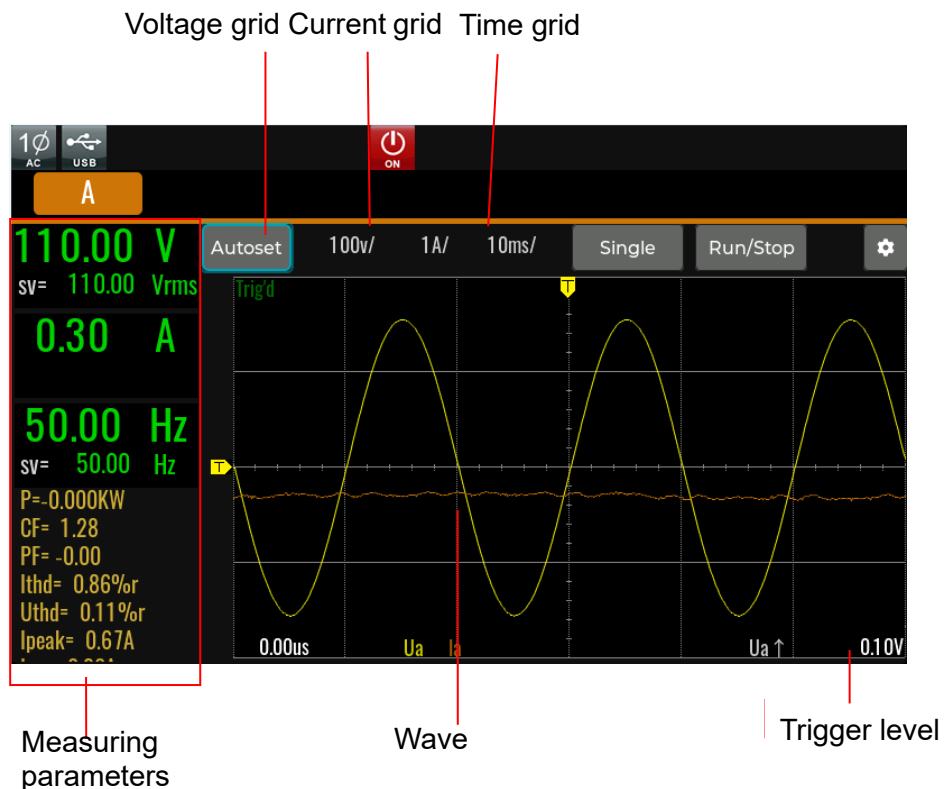 Voltage grid Current grid Time grid
1Ø
AC
USB
ON
A
110.00 V
sv= 110.00 Vrms
0.30 A
50.00 Hz
sv= 50.00 Hz
P=-0.000KW
CF= 1.28
PF= -0.00
Ithd= 0.86%r
Uthd= 0.11%r
Ipeak= 0.67A
Autoset 100v/ 1A/ 10ms/ Single Run/Stop
Trig'd
T
T
0.00us Ua Ia Ua↑ 0.10V
Measuring
parameters
Wave
Trigger level